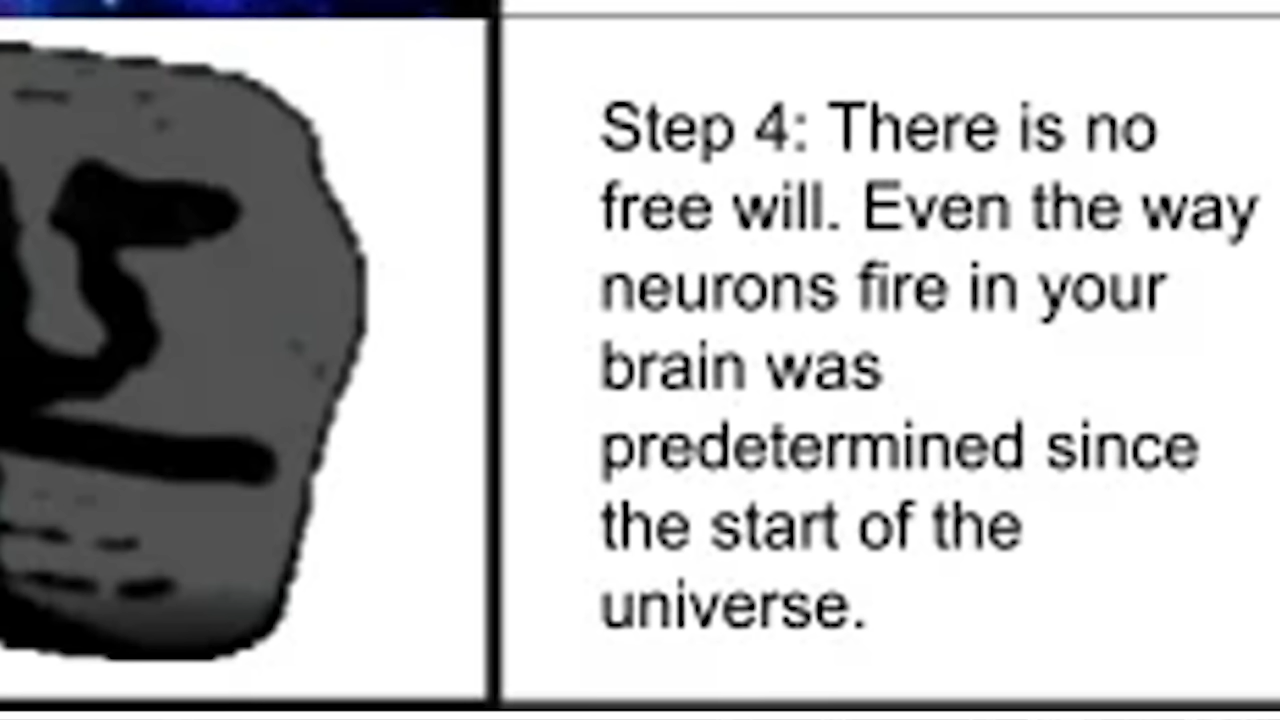 Step 4: There is no
free will. Even the way
neurons fire in your
brain was
predetermined since
the start of the
universe.